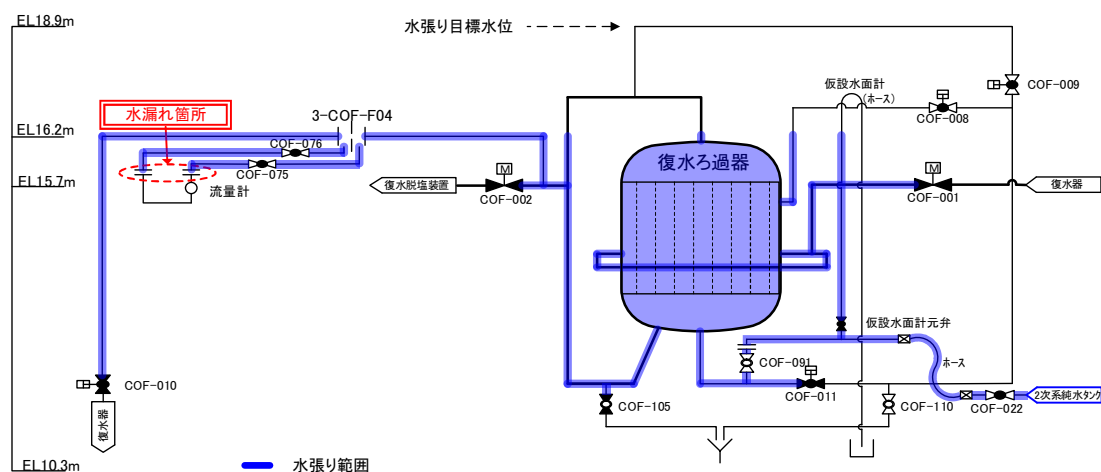 EL18.9m
水張り目標水位
仮設水面計
(ホース)
COF-009
COF-008
水漏れ箇所
3-COF-F04
EL16.2m
COF-076
COF-075
復水ろ過器
EL15.7m
流量計
M
復水脱塩装置
COF-002
M
COF-001
復水器
仮設水面計元弁
COF-091
ホース
COF-010
COF-011
COF-105
COF-110
COF-022
2次系純水タンク
復水器
EL10.3m
水張り範囲